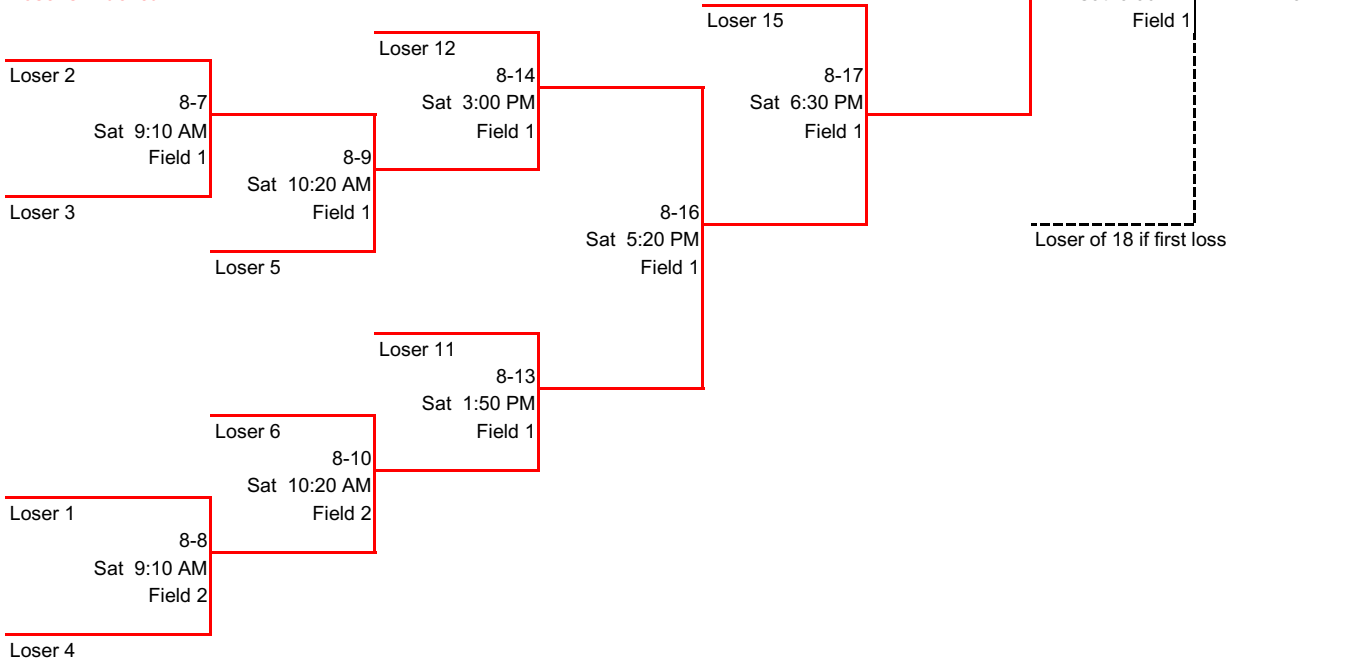 Loser 15
Field 1
Loser 12
Loser 2
8-14
8-17
8-7
Sat  3:00 PM
Sat  6:30 PM
Sat  9:10 AM
Field 1
Field 1
Field 1
8-9
Sat  10:20 AM
Loser 3
Field 1
8-16
Sat  5:20 PM
Loser of 18 if first loss
Loser 5
Field 1
Loser 11
8-13
Sat  1:50 PM
Loser 6
Field 1
8-10
Sat  10:20 AM
Loser 1
Field 2
8-8
Sat  9:10 AM
Field 2
Loser 4